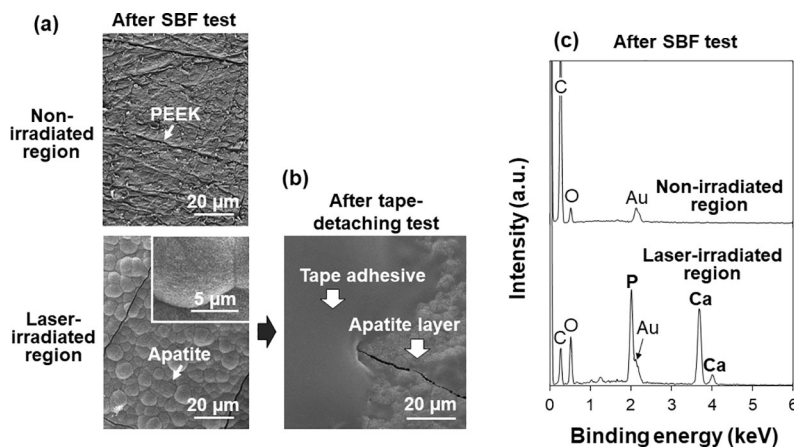 (a)
After SBF test
Non-
irradiated
region
PEEK
20 μm
Laser-
irradiated
region
5 μm
Apatite
20 μm
(b)
After tape-
detaching test
Tape adhesive
Apatite layer
20 μm
(c)
After SBF test
Intensity (a.u.)
C
O
Au
Non-irradiated
region
Laser-irradiated
region
C
O
P
Au
Ca
Ca
0 1 2 3 4 5 6
Binding energy (keV)